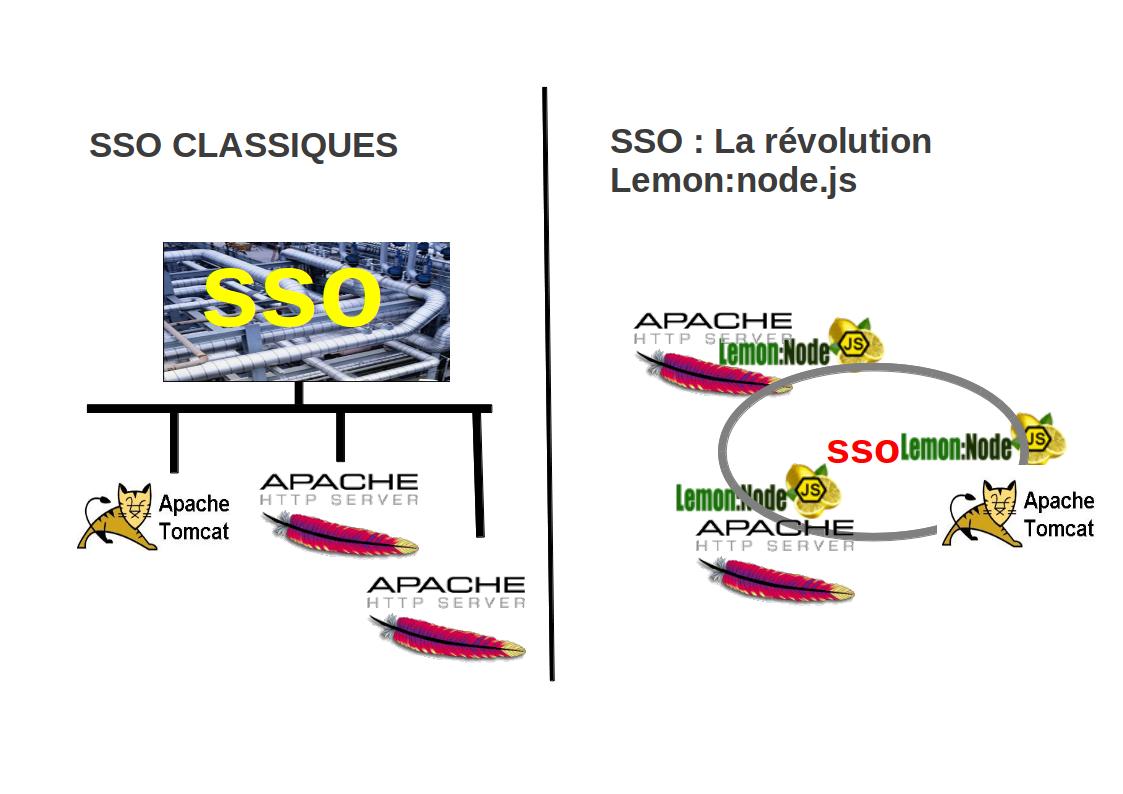 SSO CLASSIQUES
sso
Apache
Tomcat
APACHE
HTTP SERVER
APACHE
HTTP SERVER
SSO : La révolution
Lemon:node.js
APACHE
HTTP SERVER
Lemon:Node
JS
sso
Lemon:Node
JS
Lemon:Node
JS
APACHE
HTTP SERVER
Apache
Tomcat